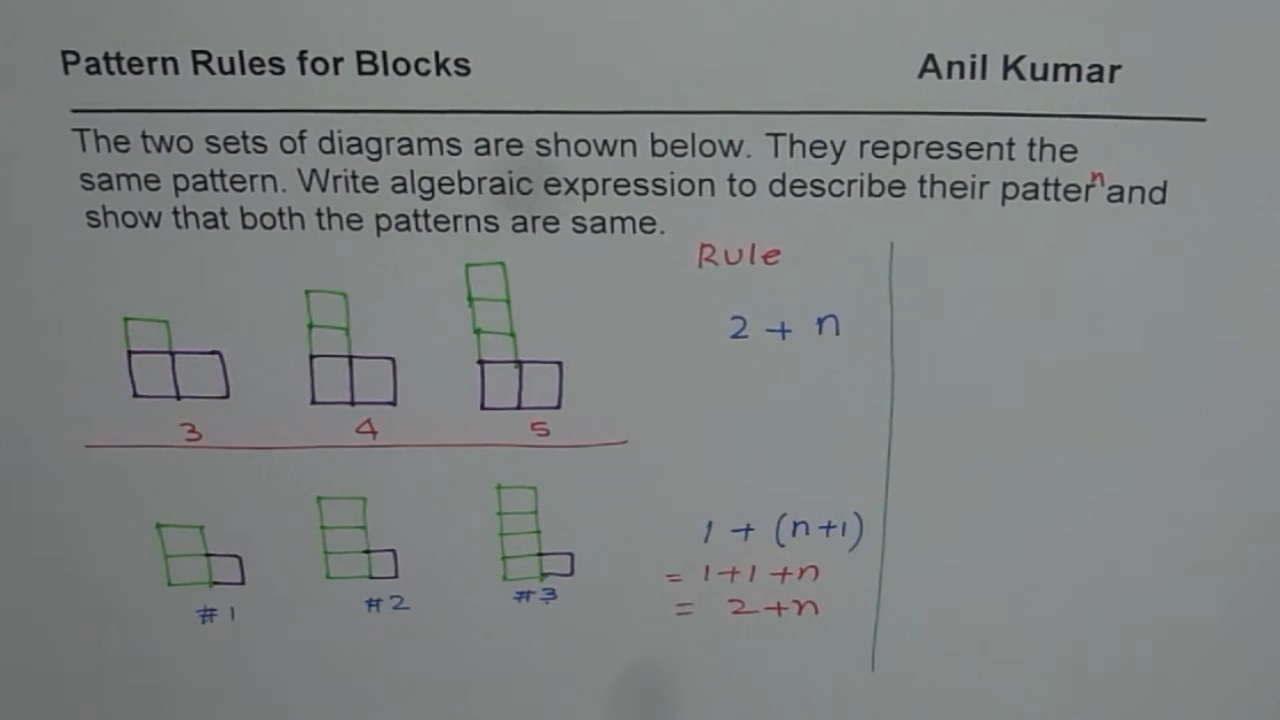 Pattern Rules for Blocks Anil Kumar
The two sets of diagrams are shown below. They represent the
same pattern. Write algebraic expression to describe their pattern and
show that both the patterns are same.
Rule
2 + n
3 4 5
1 + (n+1)
= 1+1+n
= 2+n
#1 #2 #3